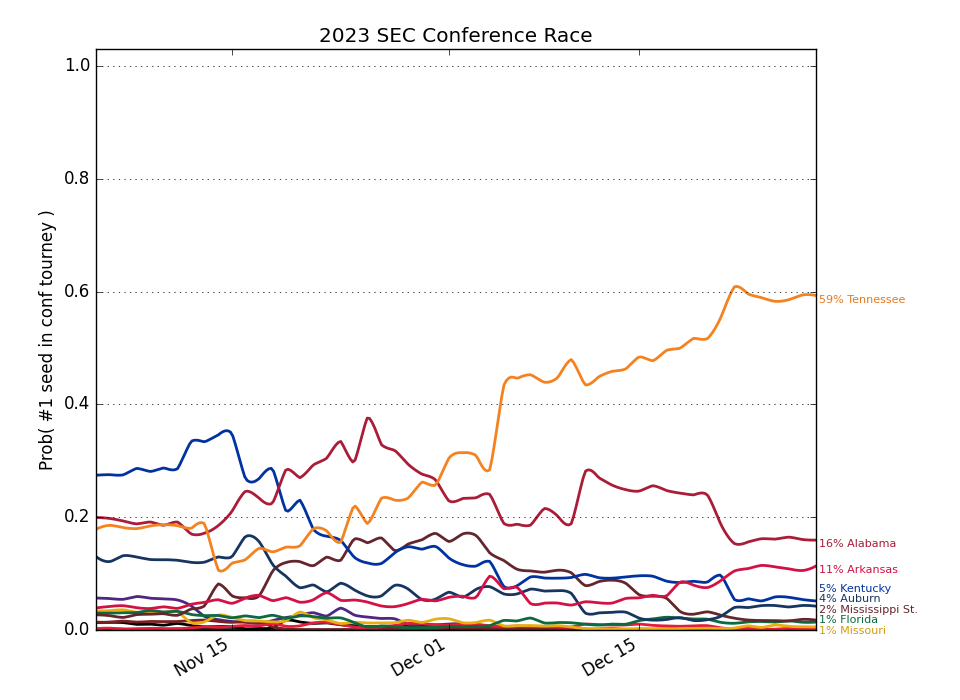 2023 SEC Conference Race
Prob( #1 seed in conf tourney )
1.0
0.8
0.6
0.4
0.2
0.0
Nov 15
Dec 01
Dec 15
59% Tennessee
16% Alabama
11% Arkansas
5% Kentucky
4% Auburn
2% Mississippi St.
1% Florida
1% Missouri